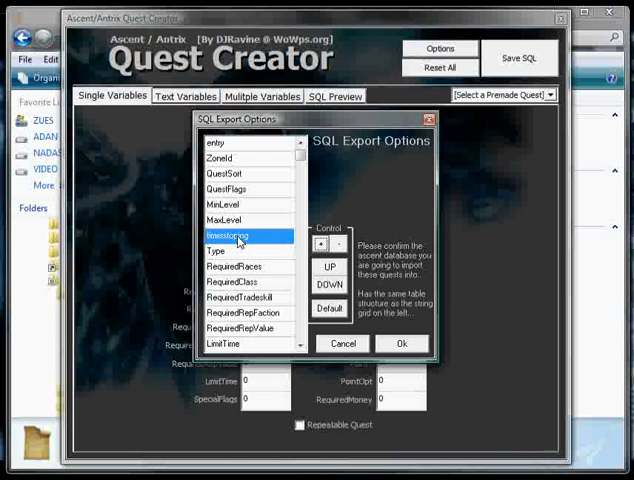 Ascent/Antrix Quest Creator
Ascent / Antrix [By DJRavine @ WoWps.org]
Quest Creator
Options
Reset All
Save SQL
File
Edit
Organi
Single Variables
Text Variables
Mulitple Variables
SQL Preview
[Select a Premade Quest]
Favorite Li
ZUES
ADAN
NADAS
VIDEO
More
Folders
SQL Export Options
SQL Export Options
entry
ZoneId
QuestSort
QuestFlags
MinLevel
MaxLevel
Type
RequiredRaces
RequiredClass
RequiredTradeskill
RequiredRepFaction
RequiredRepValue
LimitTime
Control
+
-
UP
DOWN
Default
Please confirm the
ascent database you
are going to import
these quests into..
Has the same table
structure as the string
grid on the left...
Cancel
Ok
LimitTime
0
PointOpt
0
SpecialFlags
0
RequiredMoney
0
Repeatable Quest